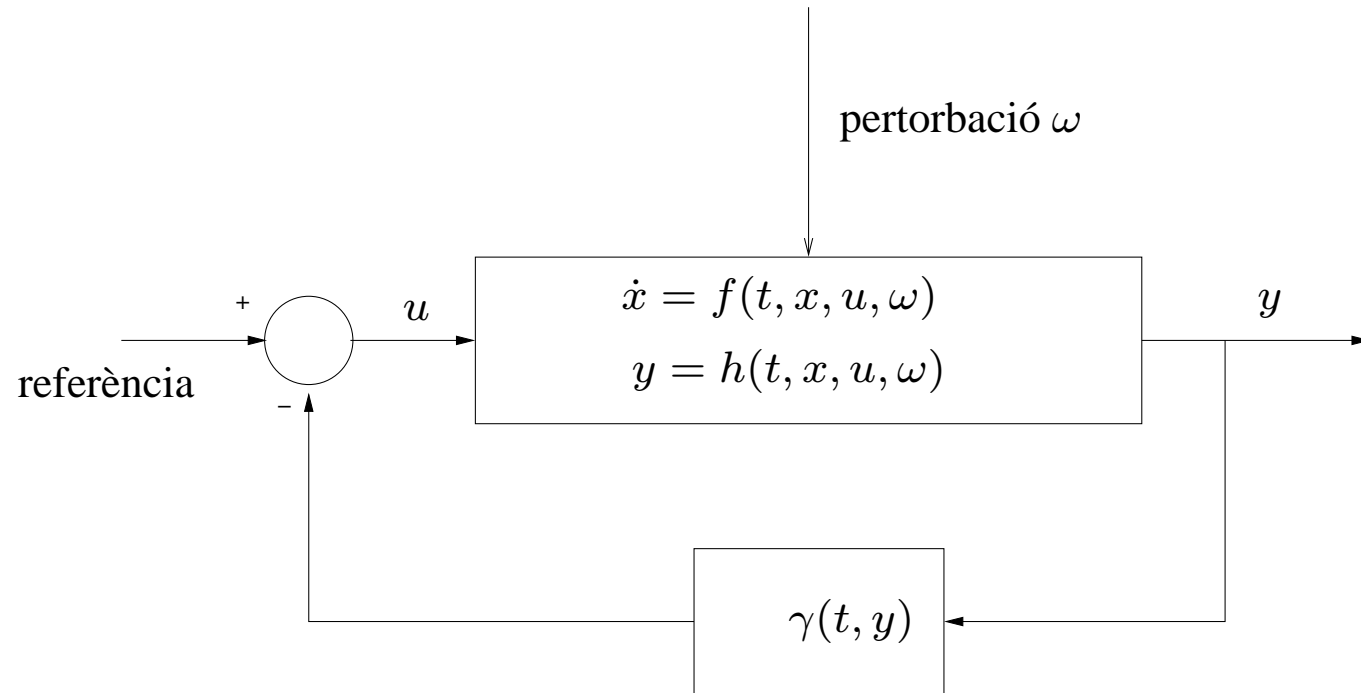 pertorbació ω
ẋ = f(t, x, u, ω)
+
u
y
y = h(t, x, u, ω)
referència
−
γ(t, y)